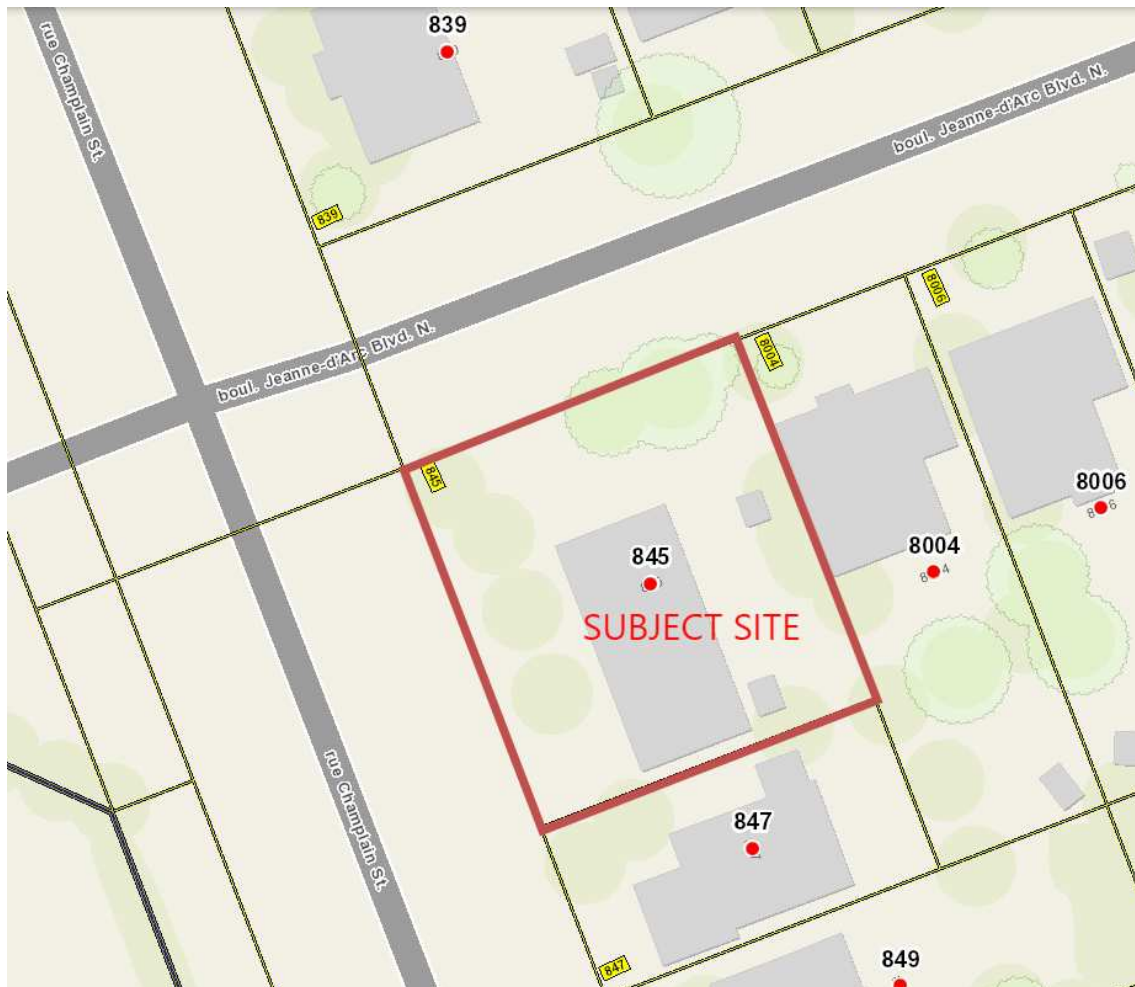 rue Champlain St.
839
boul. Jeanne-d'Arc Blvd. N.
839
8006
boul. Jeanne-d'Arc Blvd. N.
8004
845
8006
8004
845
SUBJECT SITE
rue Champlain St.
847
847
849